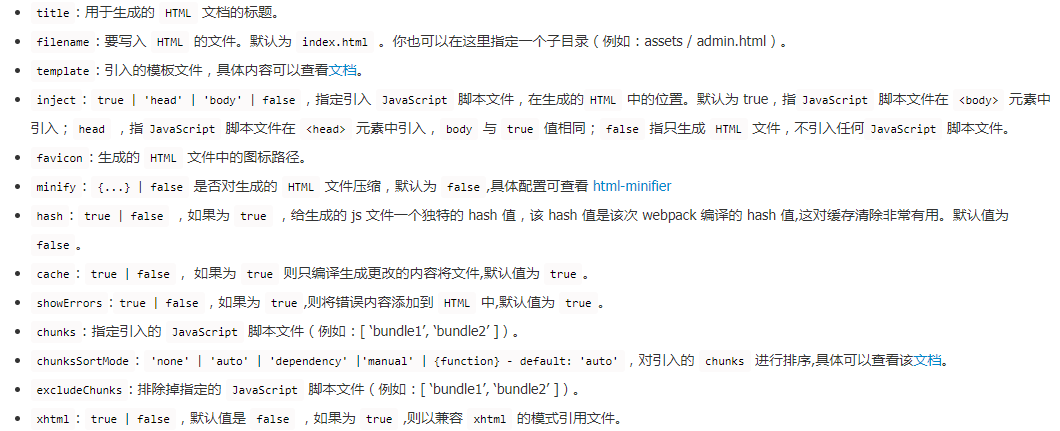 • title：用于生成的 HTML 文档的标题。
• filename：要写入 HTML 的文件。默认为 index.html 。你也可以在这里指定一个子目录（例如：assets / admin.html）。
• template：引入的模板文件，具体内容可以查看文档。
• inject： true | 'head' | 'body' | false ，指定引入 JavaScript 脚本文件，在生成的 HTML 中的位置。默认为 true，指 JavaScript 脚本文件在 <body> 元素中
引入； head ，指 JavaScript 脚本文件在 <head> 元素中引入， body 与 true 值相同； false 指只生成 HTML 文件，不引入任何 JavaScript 脚本文件。
• favicon：生成的 HTML 文件中的图标路径。
• minify： {...} | false 是否对生成的 HTML 文件压缩，默认为 false ,具体配置可查看 html-minifier
• hash： true | false ，如果为 true ，给生成的 js 文件一个独特的 hash 值，该 hash 值是该次 webpack 编译的 hash 值,这对缓存清除非常有用。默认值为
false 。
• cache： true | false ， 如果为 true 则只编译生成更改的内容将文件,默认值为 true 。
• showErrors：true | false ，如果为 true ,则将错误内容添加到 HTML 中,默认值为 true 。
• chunks：指定引入的 JavaScript 脚本文件（例如：[ ‘bundle1’, ‘bundle2’ ]）。
• chunksSortMode： 'none' | 'auto' | 'dependency' |'manual' | {function} - default: 'auto' ，对引入的 chunks 进行排序,具体可以查看该文档。
• excludeChunks：排除掉指定的 JavaScript 脚本文件（例如：[ ‘bundle1’, ‘bundle2’ ]）。
• xhtml： true | false ，默认值是 false ，如果为 true ,则以兼容 xhtml 的模式引用文件。